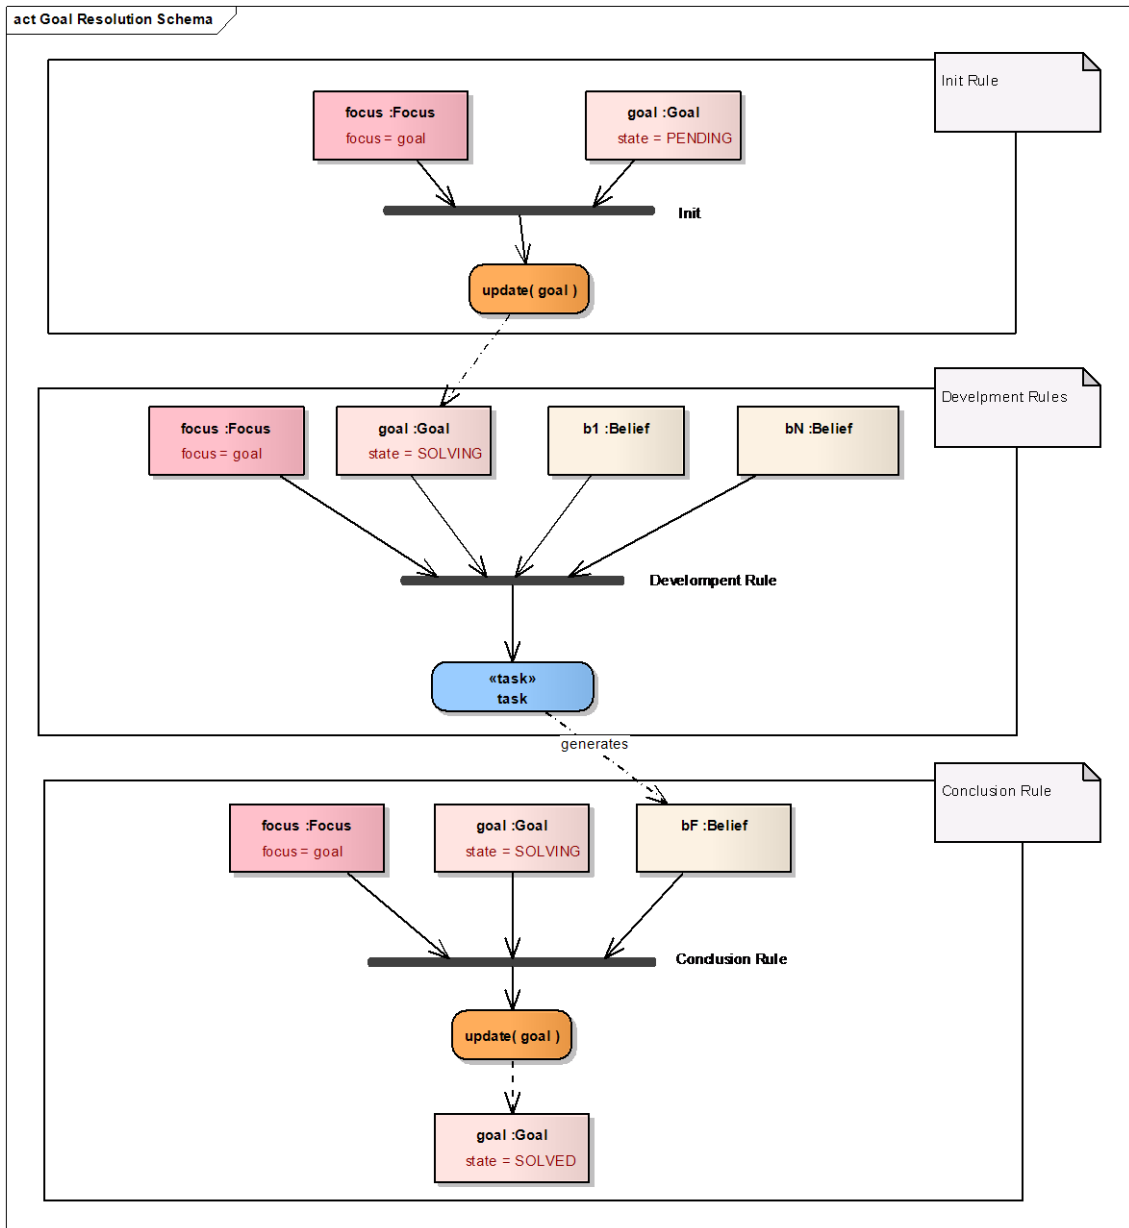 act Goal Resolution Schema
Init Rule
focus :Focus
focus = goal
goal :Goal
state = PENDING
Init
update( goal )
Develpment Rules
focus :Focus
focus = goal
goal :Goal
state = SOLVING
b1 :Belief
bN :Belief
Develompent Rule
«task»
task
generates
Conclusion Rule
focus :Focus
focus = goal
goal :Goal
state = SOLVING
bF :Belief
Conclusion Rule
update( goal )
goal :Goal
state = SOLVED